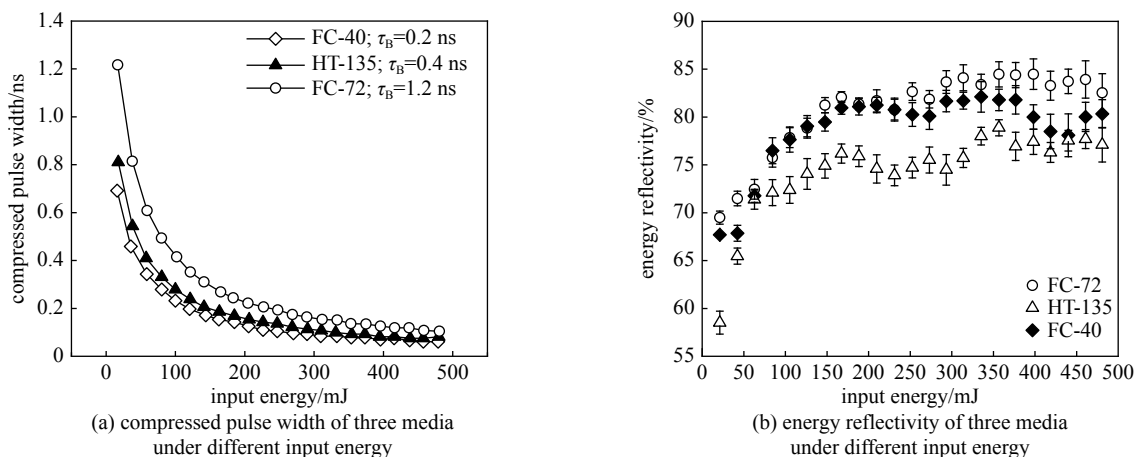 FC-40; τB=0.2 ns
HT-135; τB=0.4 ns
FC-72; τB=1.2 ns
1.4
1.2
1.0
0.8
0.6
0.4
0.2
0
compressed pulse width/ns
0 100 200 300 400 500
input energy/mJ
(a) compressed pulse width of three media
under different input energy
90
85
80
75
70
65
60
55
energy reflectivity/%
FC-72
HT-135
FC-40
0 50 100 150 200 250 300 350 400 450 500
input energy/mJ
(b) energy reflectivity of three media
under different input energy